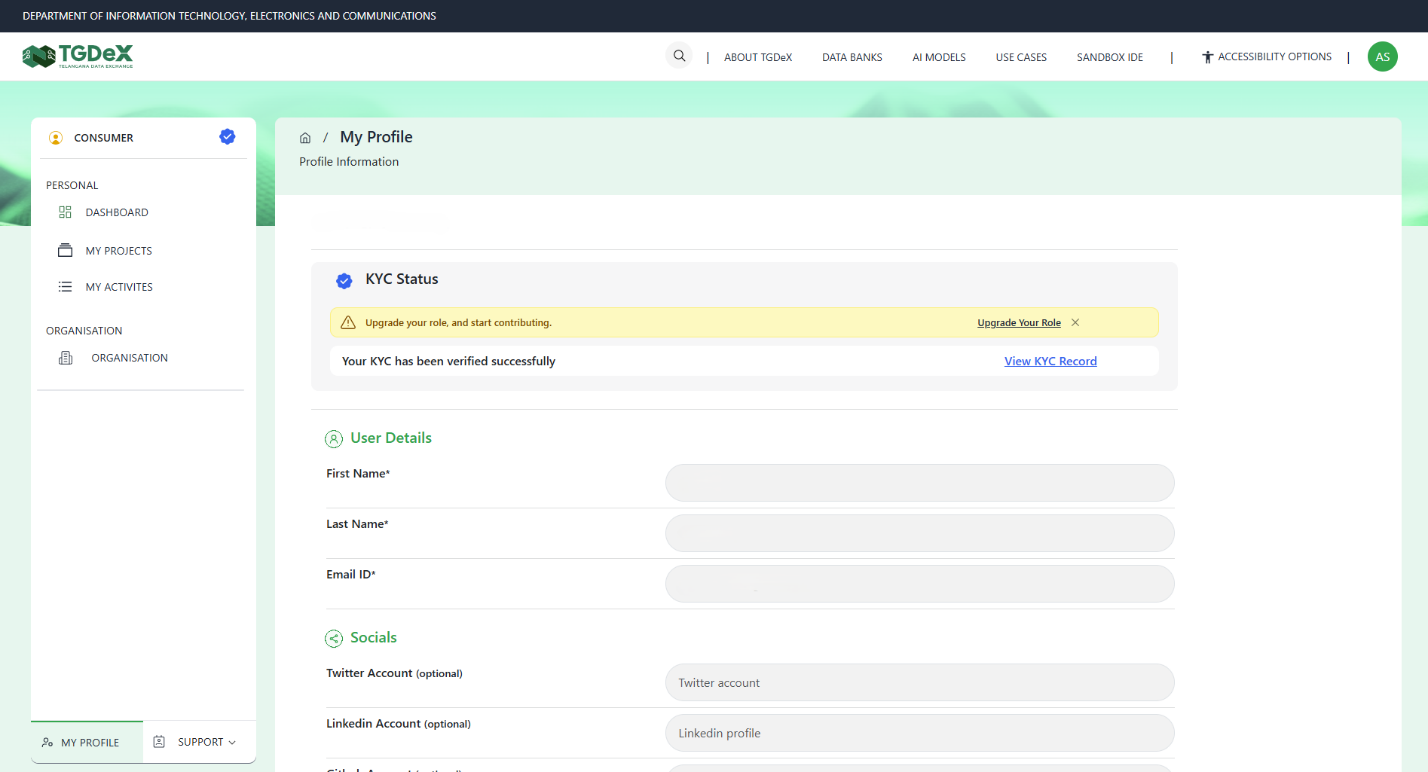 DEPARTMENT OF INFORMATION TECHNOLOGY, ELECTRONICS AND COMMUNICATIONS
TGDeX
TELANGANA DATA EXCHANGE
| ABOUT TGDeX DATA BANKS AI MODELS USE CASES SANDBOX IDE | ACCESSIBILITY OPTIONS | AS
CONSUMER
PERSONAL
DASHBOARD
MY PROJECTS
MY ACTIVITES
ORGANISATION
ORGANISATION
MY PROFILE
SUPPORT
/ My Profile
Profile Information
KYC Status
Upgrade your role, and start contributing. Upgrade Your Role
Your KYC has been verified successfully View KYC Record
User Details
First Name*
Last Name*
Email ID*
Socials
Twitter Account (optional) Twitter account
Linkedin Account (optional) Linkedin profile